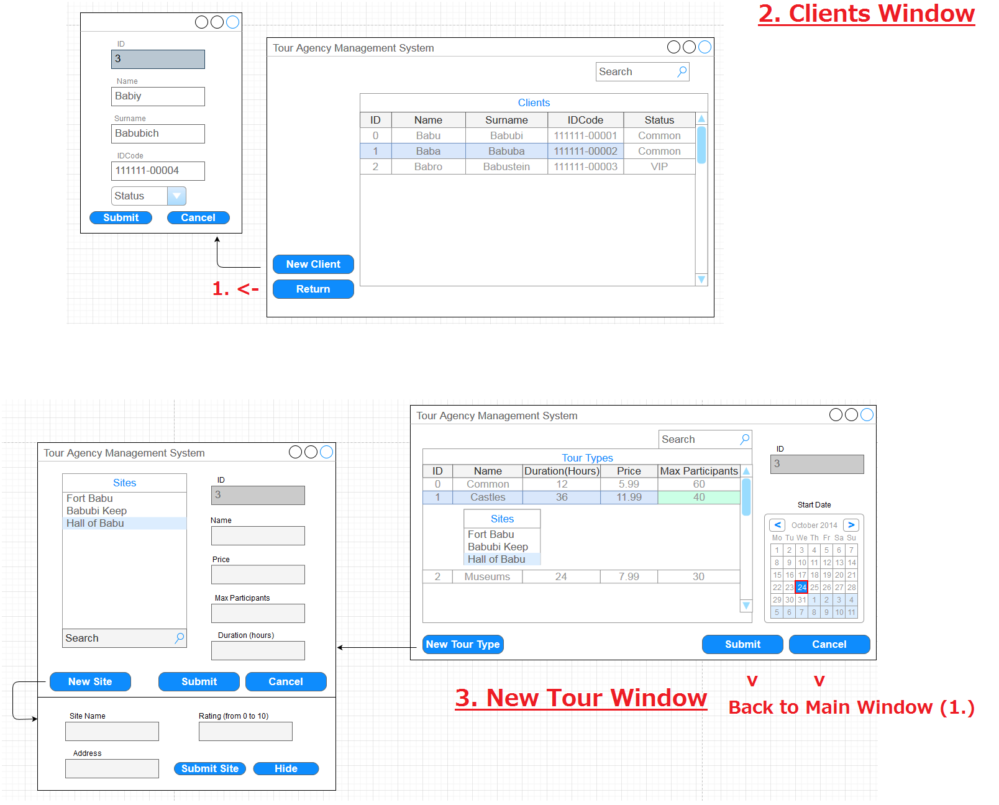 2. Clients Window
ID
3
Name
Babiy
Surname
Babubich
IDCode
111111-00004
Status
Submit Cancel
Tour Agency Management System
Search
Clients
ID Name Surname IDCode Status
0 Babu Babubi 111111-00001 Common
1 Baba Babuba 111111-00002 Common
2 Babro Babustein 111111-00003 VIP
New Client
1. <-
Return
Tour Agency Management System
Sites
Fort Babu
Babubi Keep
Hall of Babu
Search
ID
3
Name
Price
Max Participants
Duration (hours)
New Site Submit Cancel
Site Name
Rating (from 0 to 10)
Address
Submit Site Hide
Tour Agency Management System
Search
Tour Types
ID Name Duration(Hours) Price Max Participants
0 Common 12 5.99 60
1 Castles 36 11.99 40
Sites
Fort Babu
Babubi Keep
Hall of Babu
2 Museums 24 7.99 30
ID
3
Start Date
< October 2014 >
Mo Tu We Th Fr Sa Su
1 2 3 4 5 6 7
8 9 10 11 12 13 14
15 16 17 18 19 20 21
22 23 24 25 26 27 28
29 30 31 1 2 3 4
5 6 7 8 9 10 11
New Tour Type Submit Cancel
v v
3. New Tour Window
Back to Main Window (1.)